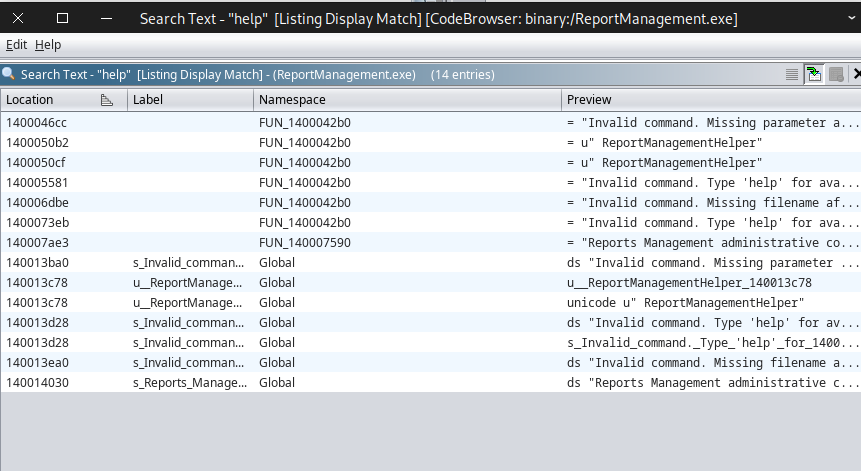 Search Text - "help"  [Listing Display Match] [CodeBrowser: binary:/ReportManagement.exe]
Edit Help
Search Text - "help"  [Listing Display Match] - (ReportManagement.exe)    (14 entries)
Location Label Namespace Preview
1400046cc FUN_1400042b0 = "Invalid command. Missing parameter a...
1400050b2 FUN_1400042b0 = u" ReportManagementHelper"
1400050cf FUN_1400042b0 = u" ReportManagementHelper"
140005581 FUN_1400042b0 = "Invalid command. Type 'help' for ava...
140006dbe FUN_1400042b0 = "Invalid command. Missing filename af...
1400073eb FUN_1400042b0 = "Invalid command. Type 'help' for ava...
140007ae3 FUN_140007590 = "Reports Management administrative co...
140013ba0 s_Invalid_comman... Global ds "Invalid command. Missing parameter ...
140013c78 u__ReportManage... Global u__ReportManagementHelper_140013c78
140013c78 u__ReportManage... Global unicode u" ReportManagementHelper"
140013d28 s_Invalid_comman... Global ds "Invalid command. Type 'help' for av...
140013d28 s_Invalid_comman... Global s_Invalid_command._Type_'help'_for_1400...
140013ea0 s_Invalid_comman... Global ds "Invalid command. Missing filename a...
140014030 s_Reports_Manage... Global ds "Reports Management administrative c...